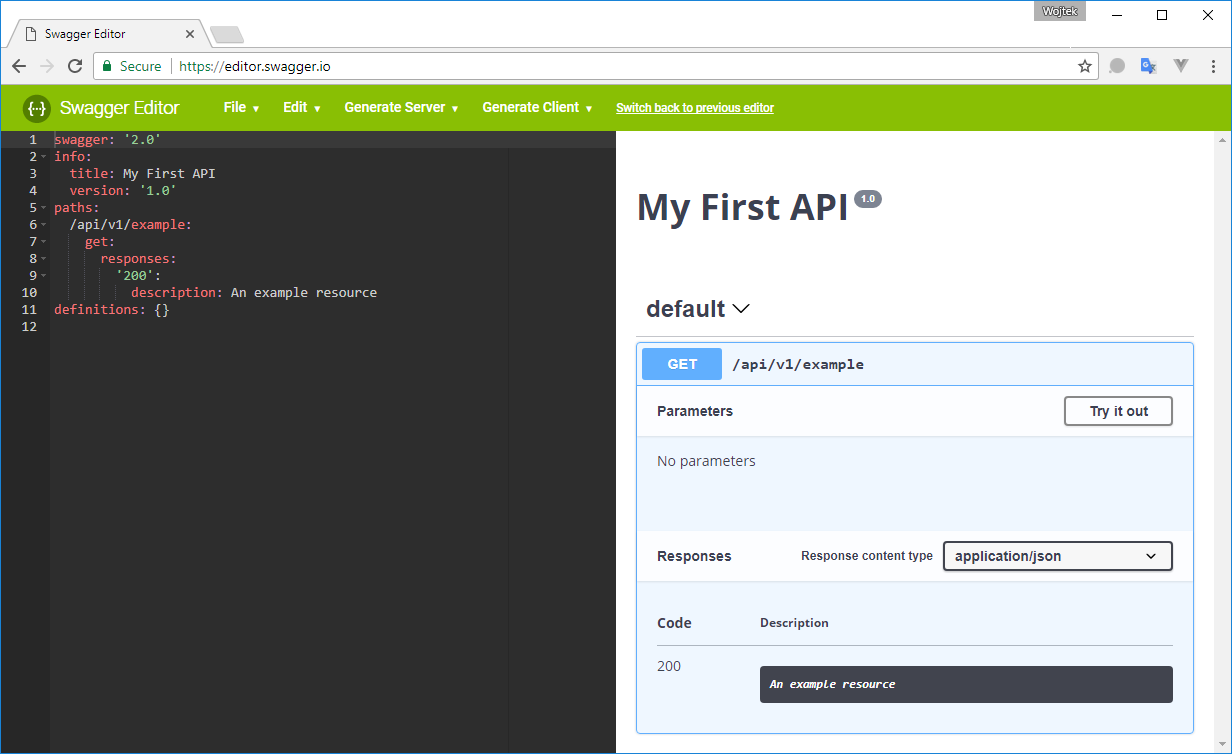 Wojtek
Swagger Editor
Secure https://editor.swagger.io
{··} Swagger Editor File Edit Generate Server Generate Client Switch back to previous editor
1 swagger: '2.0'
2 info:
3 title: My First API
4 version: '1.0'
5 paths:
6 /api/v1/example:
7 get:
8 responses:
9 '200':
10 description: An example resource
11 definitions: {}
12
My First API 1.0
default
GET /api/v1/example
Parameters Try it out
No parameters
Responses Response content type application/json
Code Description
200 An example resource